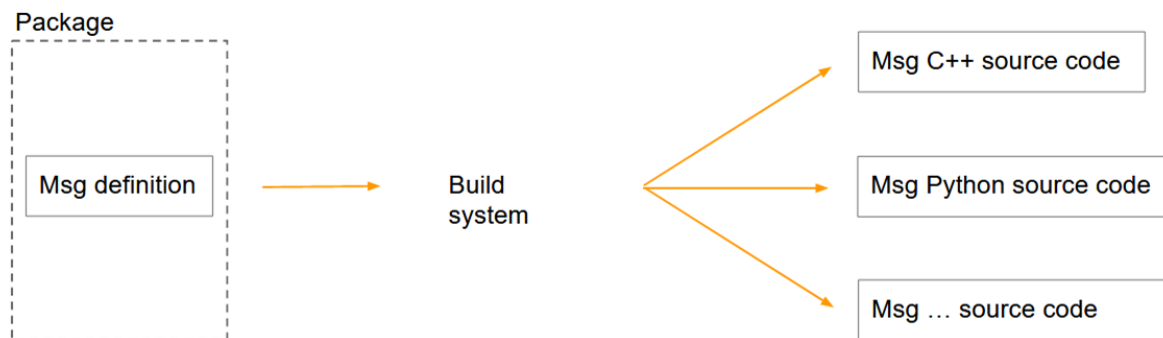 Package
Msg definition
Build
system
Msg C++ source code
Msg Python source code
Msg … source code